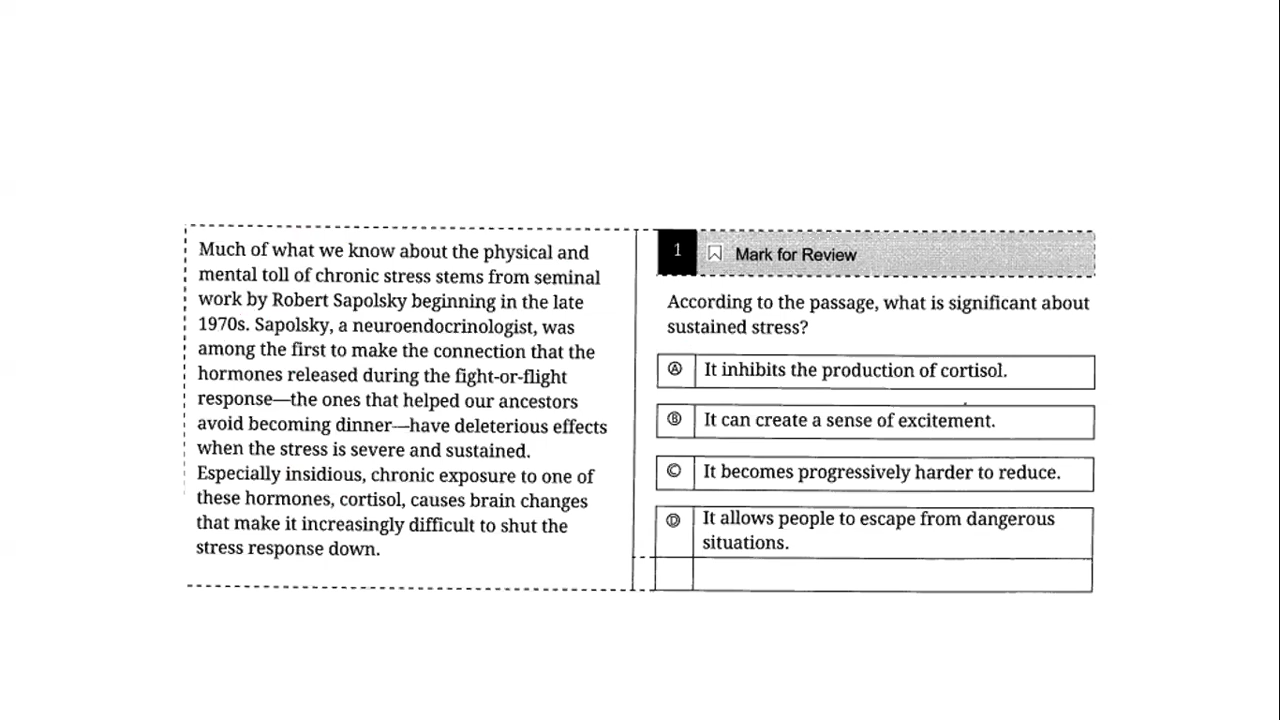 Much of what we know about the physical and
mental toll of chronic stress stems from seminal
work by Robert Sapolsky beginning in the late
1970s. Sapolsky, a neuroendocrinologist, was
among the first to make the connection that the
hormones released during the fight-or-flight
response—the ones that helped our ancestors
avoid becoming dinner—have deleterious effects
when the stress is severe and sustained.
Especially insidious, chronic exposure to one of
these hormones, cortisol, causes brain changes
that make it increasingly difficult to shut the
stress response down.
1 Mark for Review
According to the passage, what is significant about
sustained stress?
Ⓐ It inhibits the production of cortisol.
Ⓑ It can create a sense of excitement.
Ⓒ It becomes progressively harder to reduce.
Ⓓ It allows people to escape from dangerous
situations.